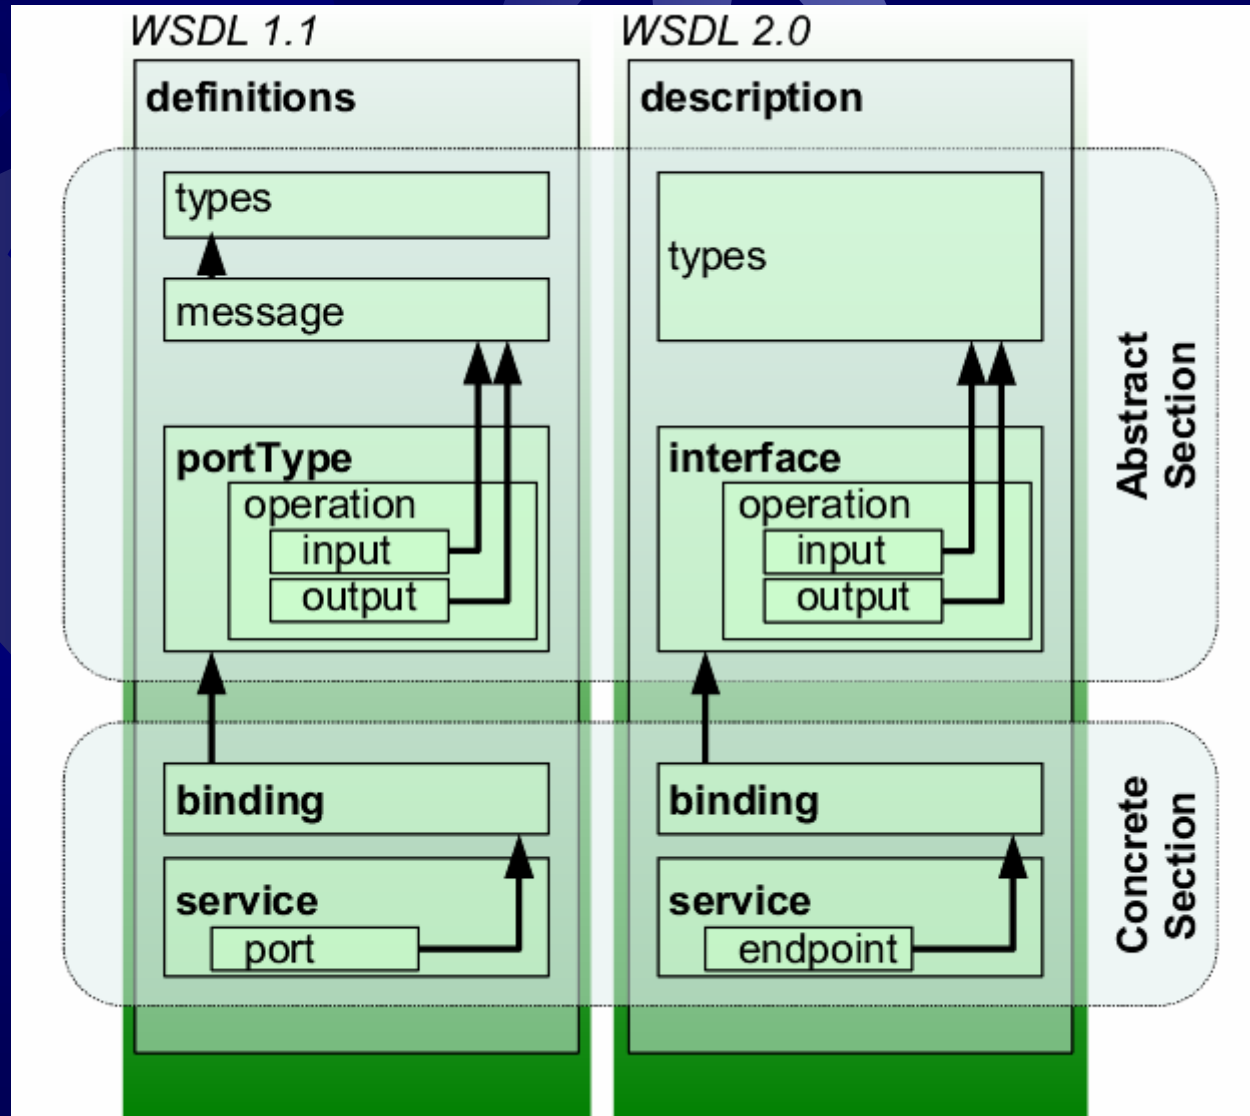 WSDL 1.1
definitions
types
message
portType
operation
input
output
binding
service
port
WSDL 2.0
description
types
interface
operation
input
output
binding
service
endpoint
Abstract
Section
Concrete
Section